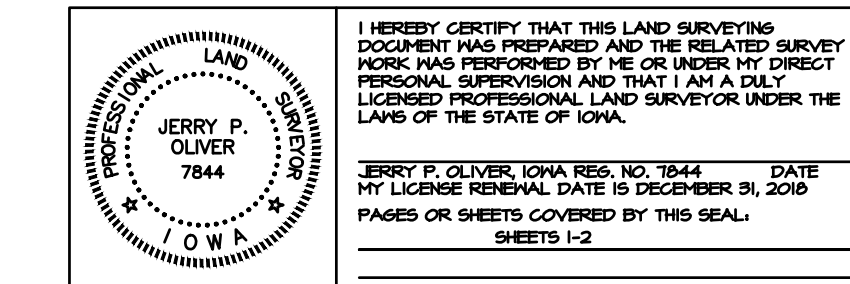 PROFESSIONAL LAND SURVEYOR
JERRY P.
OLIVER
7844
IOWA
I HEREBY CERTIFY THAT THIS LAND SURVEYING
DOCUMENT WAS PREPARED AND THE RELATED SURVEY
WORK WAS PERFORMED BY ME OR UNDER MY DIRECT
PERSONAL SUPERVISION AND THAT I AM A DULY
LICENSED PROFESSIONAL LAND SURVEYOR UNDER THE
LAWS OF THE STATE OF IOWA.
JERRY P. OLIVER, IOWA REG. NO. 7844 DATE
MY LICENSE RENEWAL DATE IS DECEMBER 31, 2018
PAGES OR SHEETS COVERED BY THIS SEAL:
SHEETS 1-2